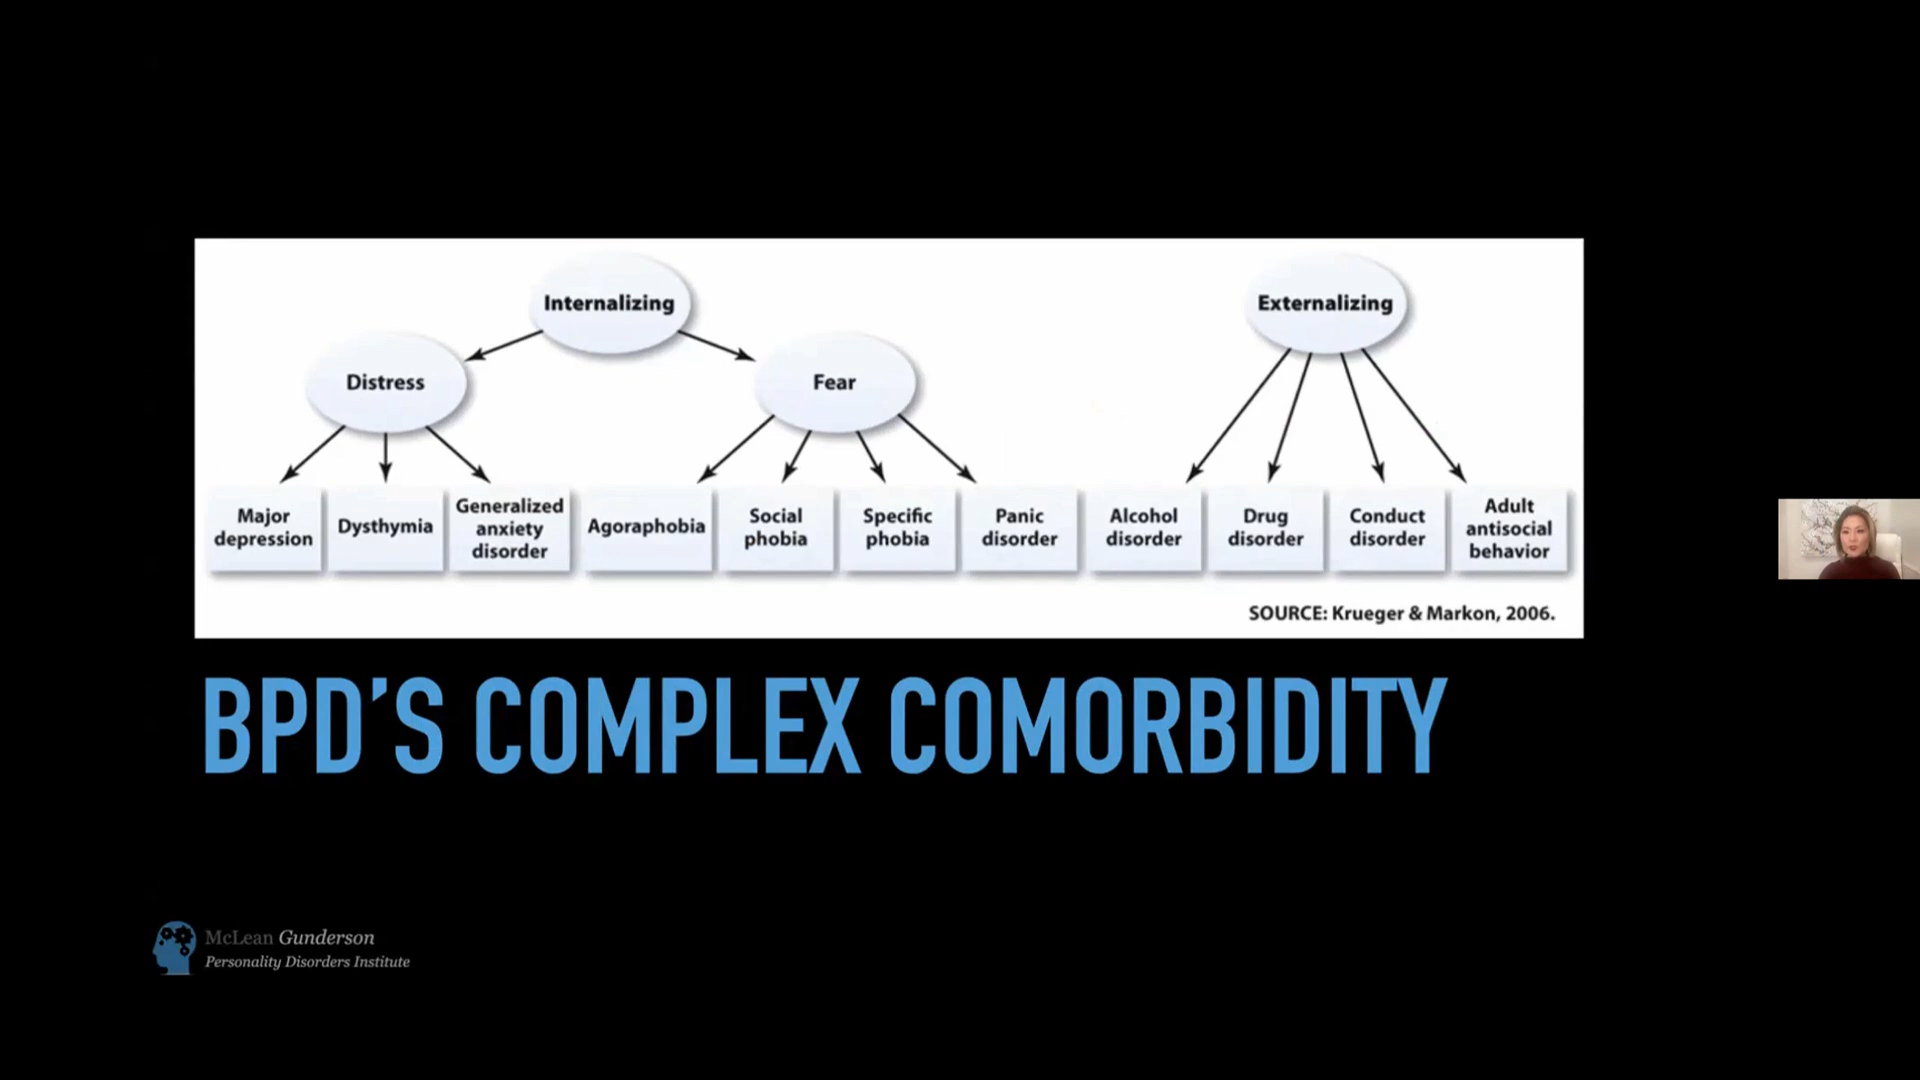 Internalizing
Externalizing
Distress
Fear
Major
depression
Dysthymia
Generalized
anxiety
disorder
Agoraphobia
Social
phobia
Specific
phobia
Panic
disorder
Alcohol
disorder
Drug
disorder
Conduct
disorder
Adult
antisocial
behavior
SOURCE: Krueger & Markon, 2006.
BPD’S COMPLEX COMORBIDITY
McLean Gunderson
Personality Disorders Institute